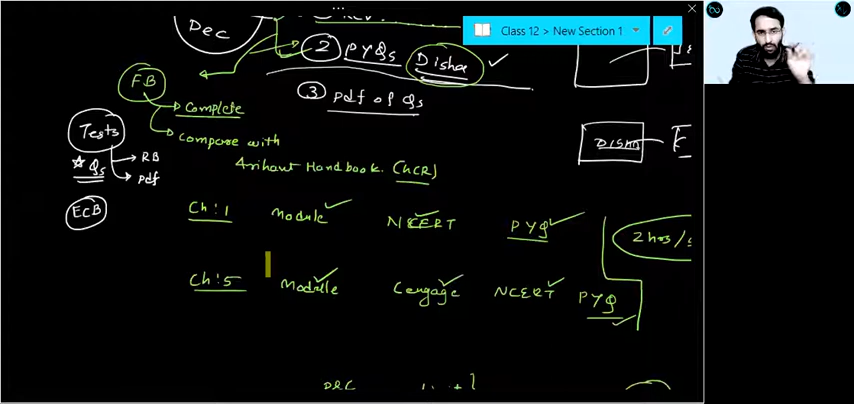 Class 12 > New Section 1
Dec
2 PYQs Disha
3 pdf of Qs
FB
Complete
Compare with
Arihant Handbook. (hCR)
Tests
RB
Qs
pdf
ECB
Ch:1 Module NCERT PYQ
2 hrs/
Ch:5 Module Cengage NCERT PYQ
DISHA